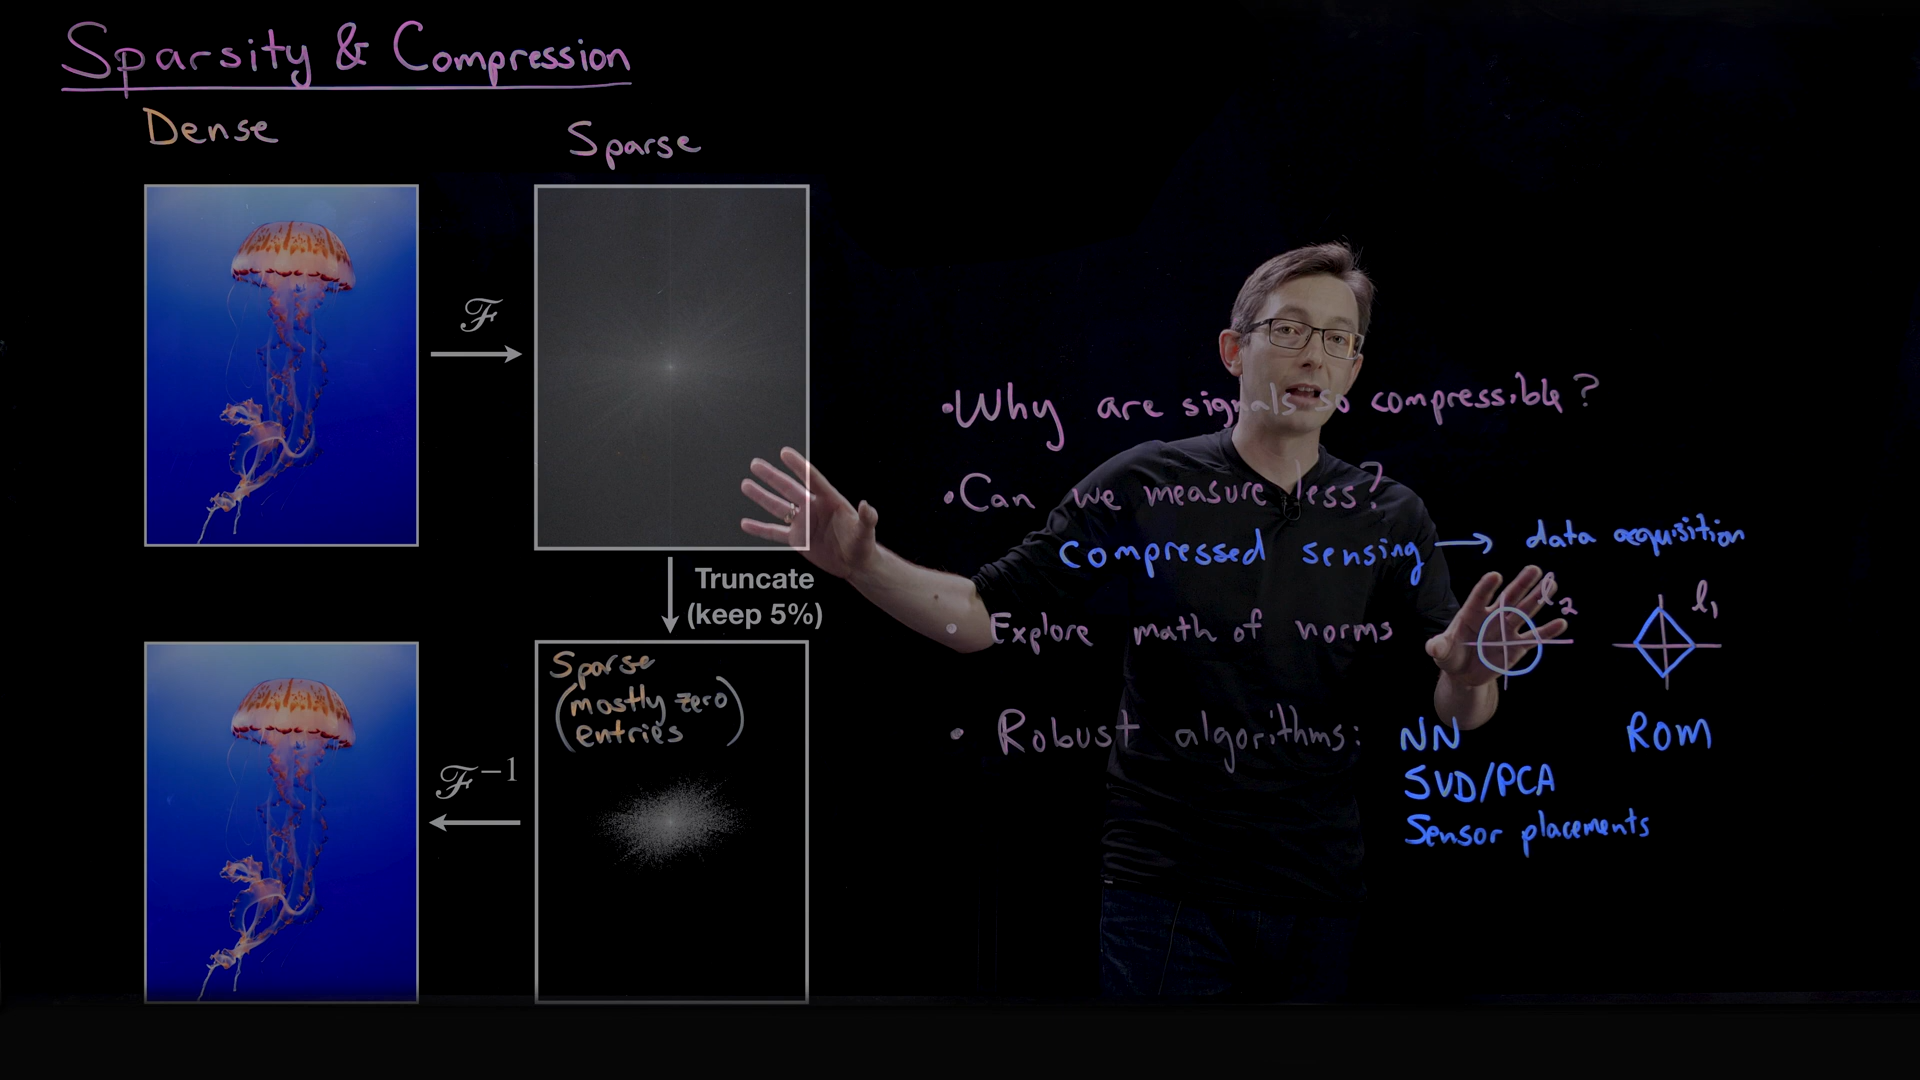 Sparsity & Compression
Dense
Sparse
ℱ
Truncate
(keep 5%)
Sparse
(mostly zero
entries)
ℱ⁻¹
•Why are signals so compressible?
•Can we measure less?
compressed sensing → data acquisition
• Explore math of norms
l₂
l₁
• Robust algorithms: NN
ROM
SVD/PCA
Sensor placements